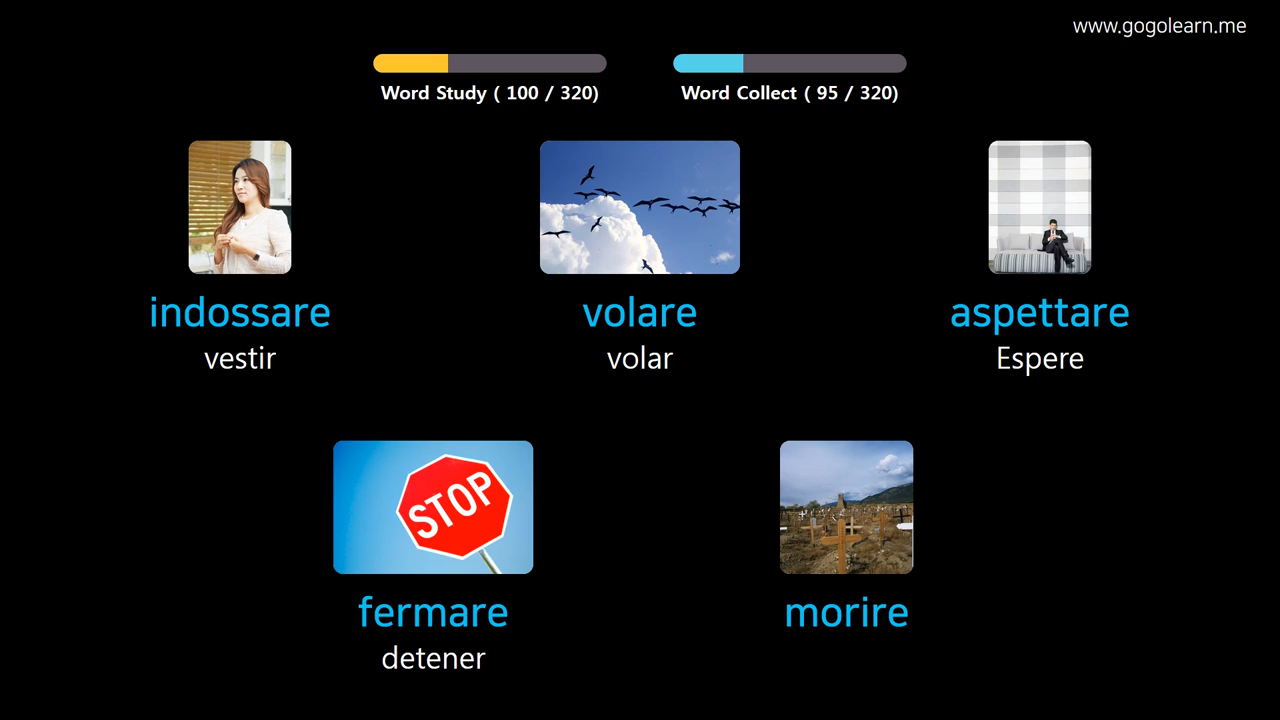 www.gogolearn.me
Word Study ( 100 / 320)
Word Collect ( 95 / 320)
indossare
vestir
volare
volar
aspettare
Espere
STOP
fermare
detener
morire